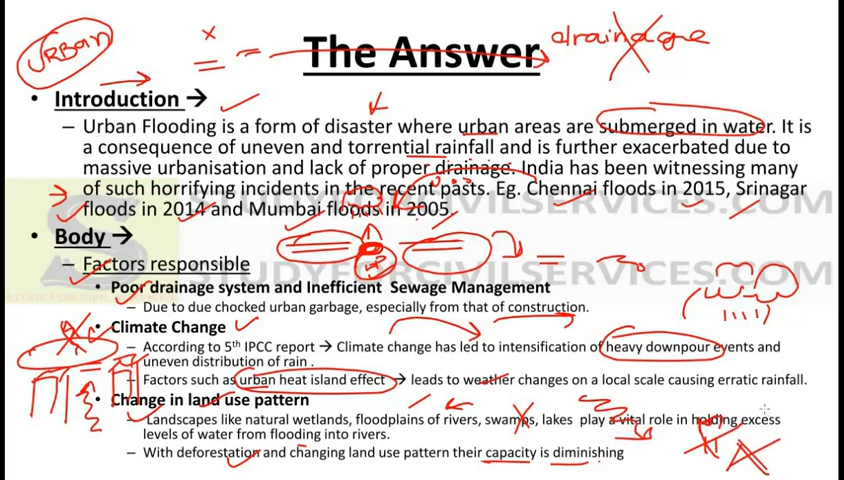 URBAN
drainage
The Answer
• Introduction →
– Urban Flooding is a form of disaster where urban areas are submerged in water. It is
a consequence of uneven and torrential rainfall and is further exacerbated due to
massive urbanisation and lack of proper drainage. India has been witnessing many
of such horrifying incidents in the recent pasts. Eg. Chennai floods in 2015, Srinagar
floods in 2014 and Mumbai floods in 2005.
• Body →
– Factors responsible
STUDYFORCIVILSERVICES.COM
• Poor drainage system and Inefficient Sewage Management
– Due to due chocked urban garbage, especially from that of construction.
• Climate Change
– According to 5th IPCC report → Climate change has led to intensification of heavy downpour events and
uneven distribution of rain .
– Factors such as urban heat island effect → leads to weather changes on a local scale causing erratic rainfall.
• Change in land use pattern
– Landscapes like natural wetlands, floodplains of rivers, swamps, lakes play a vital role in holding excess
levels of water from flooding into rivers.
– With deforestation and changing land use pattern their capacity is diminishing